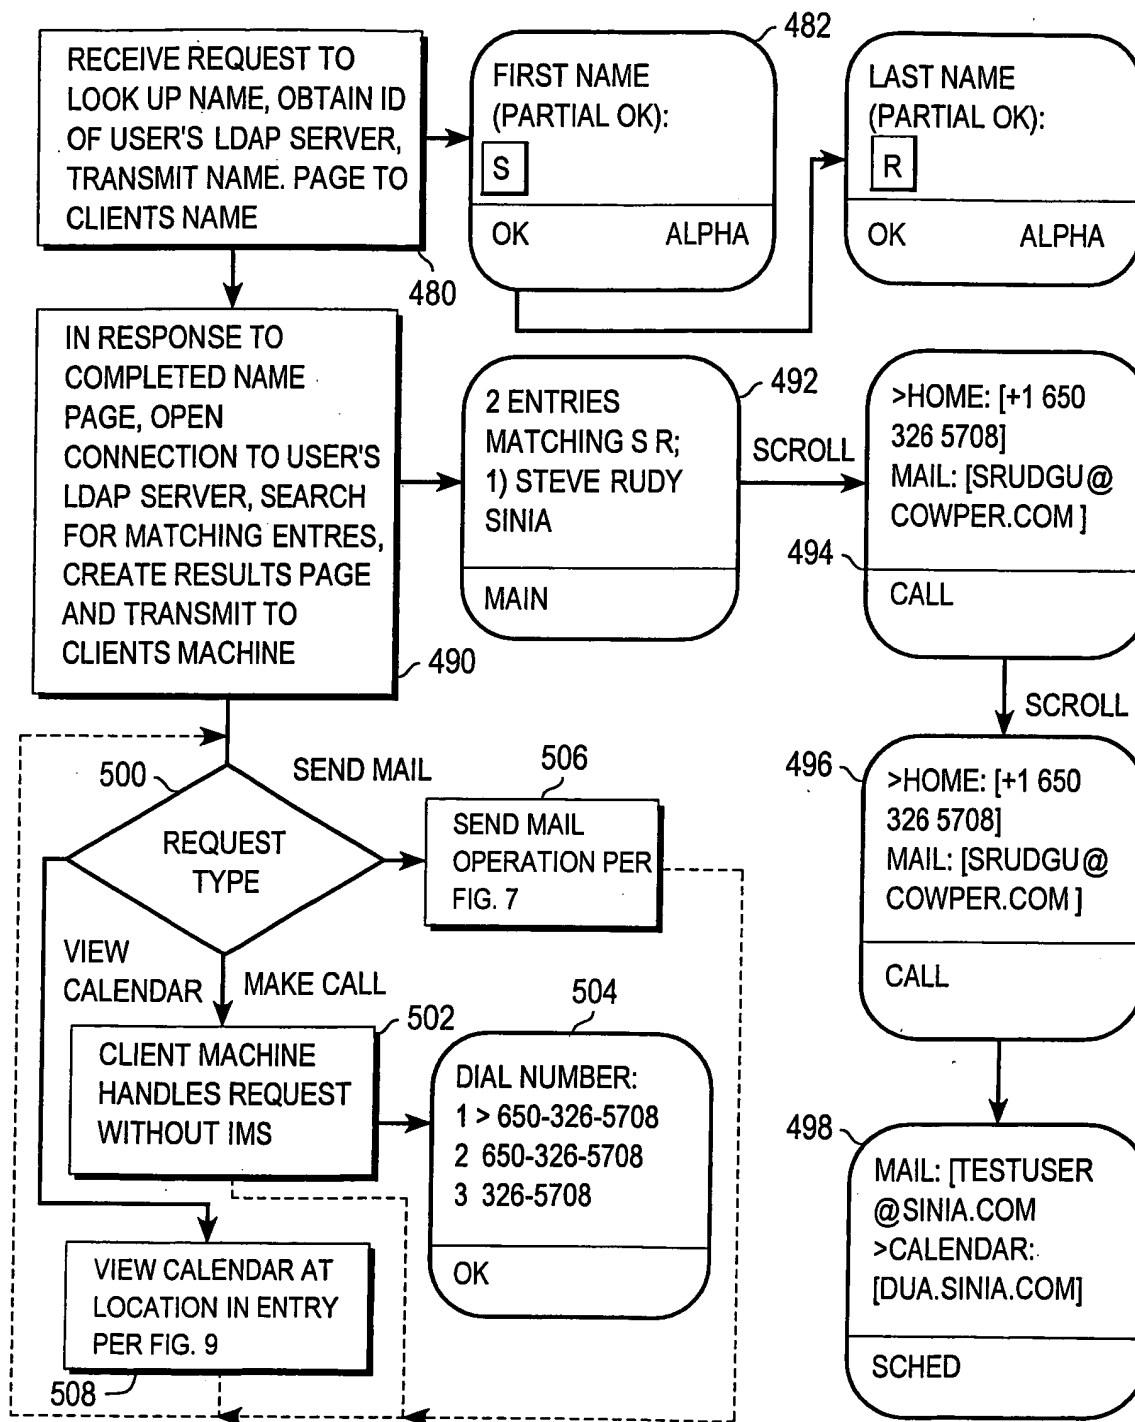 RECEIVE REQUEST TO
LOOK UP NAME, OBTAIN ID
OF USER'S LDAP SERVER,
TRANSMIT NAME. PAGE TO
CLIENTS NAME
480
482
FIRST NAME
(PARTIAL OK):
S
OK ALPHA
LAST NAME
(PARTIAL OK):
R
OK ALPHA
IN RESPONSE TO
COMPLETED NAME
PAGE, OPEN
CONNECTION TO USER'S
LDAP SERVER, SEARCH
FOR MATCHING ENTRES,
CREATE RESULTS PAGE
AND TRANSMIT TO
CLIENTS MACHINE
490
492
2 ENTRIES
MATCHING S R;
1) STEVE RUDY
SINIA
MAIN
SCROLL
>HOME: [+1 650
326 5708]
MAIL: [SRUDGU@
COWPER.COM ]
494
CALL
SCROLL
496
>HOME: [+1 650
326 5708]
MAIL: [SRUDGU@
COWPER.COM ]
CALL
498
MAIL: [TESTUSER
@SINIA.COM
>CALENDAR:
[DUA.SINIA.COM]
SCHED
500
REQUEST
TYPE
SEND MAIL
506
SEND MAIL
OPERATION PER
FIG. 7
VIEW
CALENDAR
MAKE CALL
502
CLIENT MACHINE
HANDLES REQUEST
WITHOUT IMS
504
DIAL NUMBER:
1 > 650-326-5708
2 650-326-5708
3 326-5708
OK
VIEW CALENDAR AT
LOCATION IN ENTRY
PER FIG. 9
508